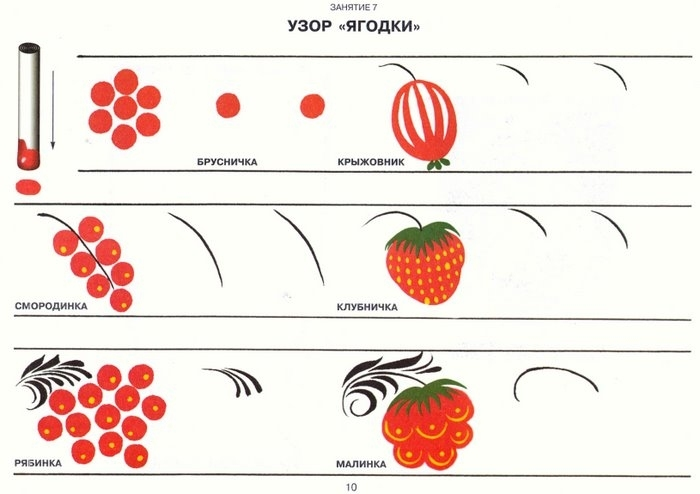 ЗАНЯТИЕ 7
УЗОР «ЯГОДКИ»
БРУСНИЧКА
КРЫЖОВНИК
СМОРОДИНКА
КЛУБНИЧКА
РЯБИНКА
МАЛИНКА
10